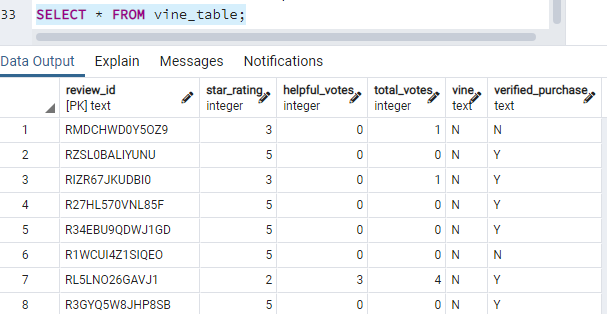 33 SELECT * FROM vine_table;
Data Output Explain Messages Notifications
review_id star_rating helpful_votes total_votes vine verified_purchase
[PK] text integer integer integer text text
1 RMDCHWD0Y5OZ9 3 0 1 N N
2 RZSL0BALIYUNU 5 0 0 N Y
3 RIZR67JKUDBI0 3 0 1 N Y
4 R27HL570VNL85F 5 0 0 N Y
5 R34EBU9QDWJ1GD 5 0 0 N Y
6 R1WCUI4Z1SIQEO 5 0 0 N N
7 RL5LNO26GAVJ1 2 3 4 N Y
8 R3GYQ5W8JHP8SB 5 0 0 N Y